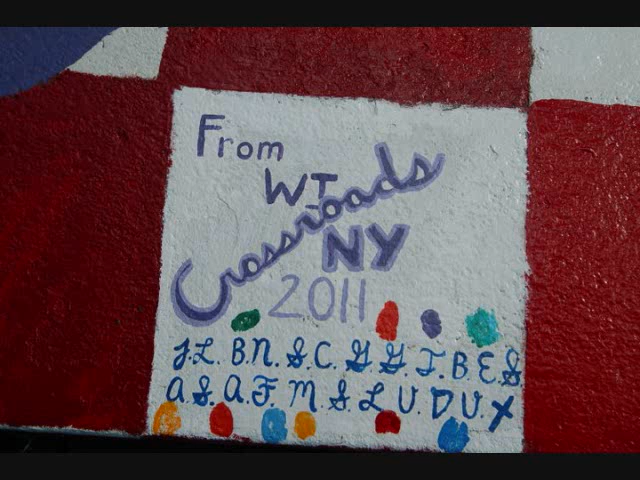 From
WT
Crossroads
NY
2011
J.L. B.N. S.C. G.G. T.B.E.S
A.S. A.F. M.S. L U. D U. X